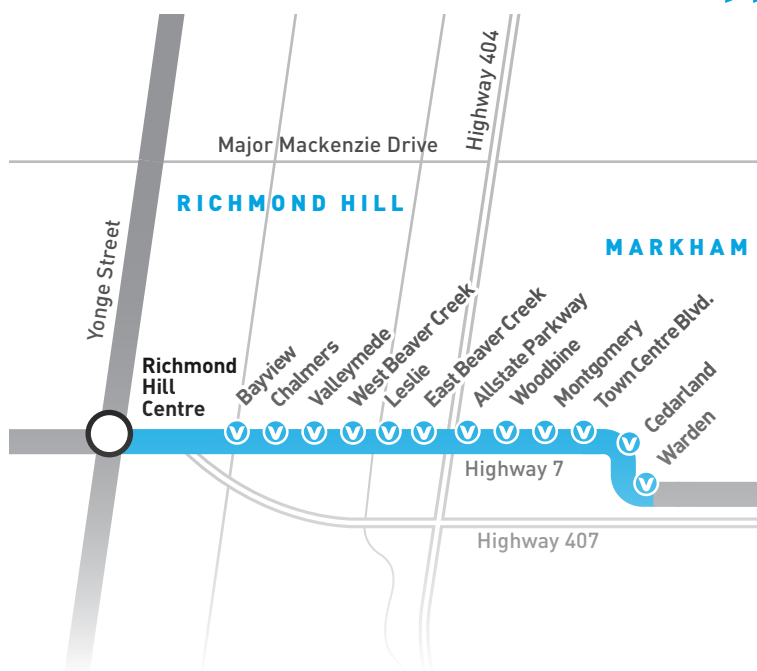 Highway 404
Major Mackenzie Drive
RICHMOND HILL
MARKHAM
Yonge Street
Richmond
Hill
Centre
Bayview
Chalmers
Valleymede
West Beaver Creek
Leslie
East Beaver Creek
Allstate Parkway
Woodbine
Montgomery
Town Centre Blvd.
Cedarland
Warden
V
V
V
V
V
V
V
V
V
V
V
V
Highway 7
Highway 407